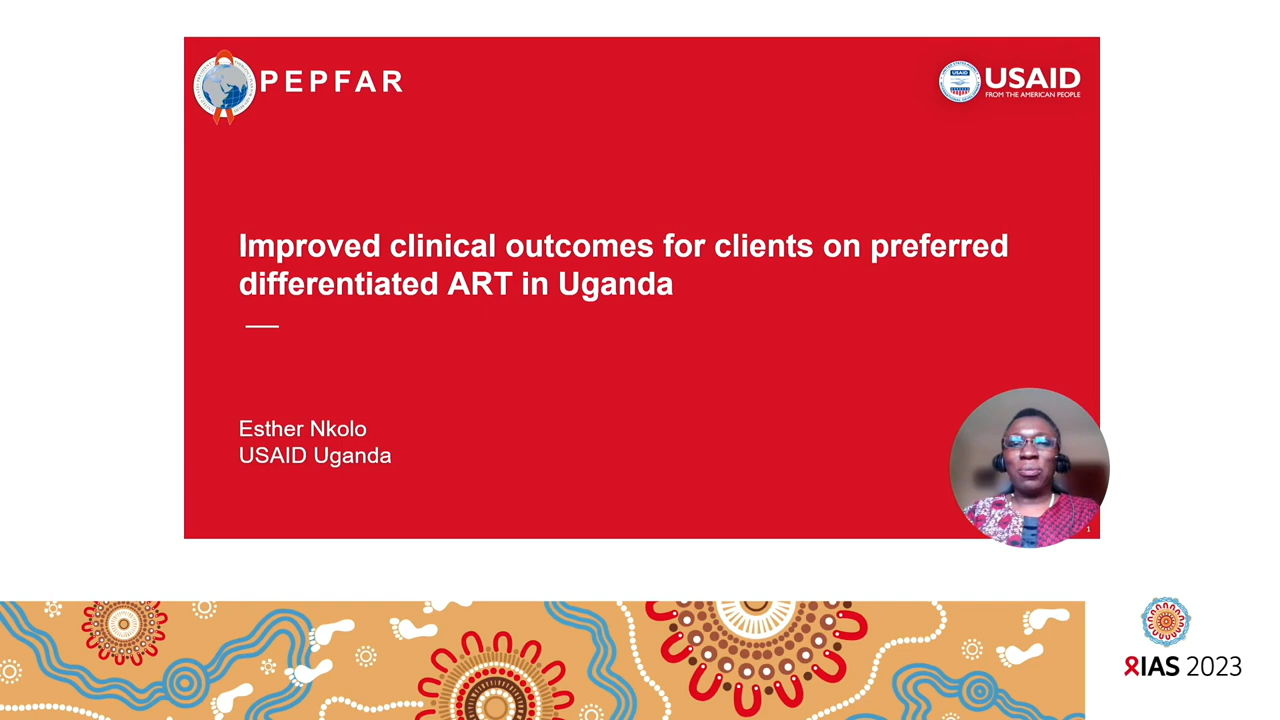 PEPFAR
USAID
FROM THE AMERICAN PEOPLE
Improved clinical outcomes for clients on preferred
differentiated ART in Uganda
Esther Nkolo
USAID Uganda
1
IAS 2023